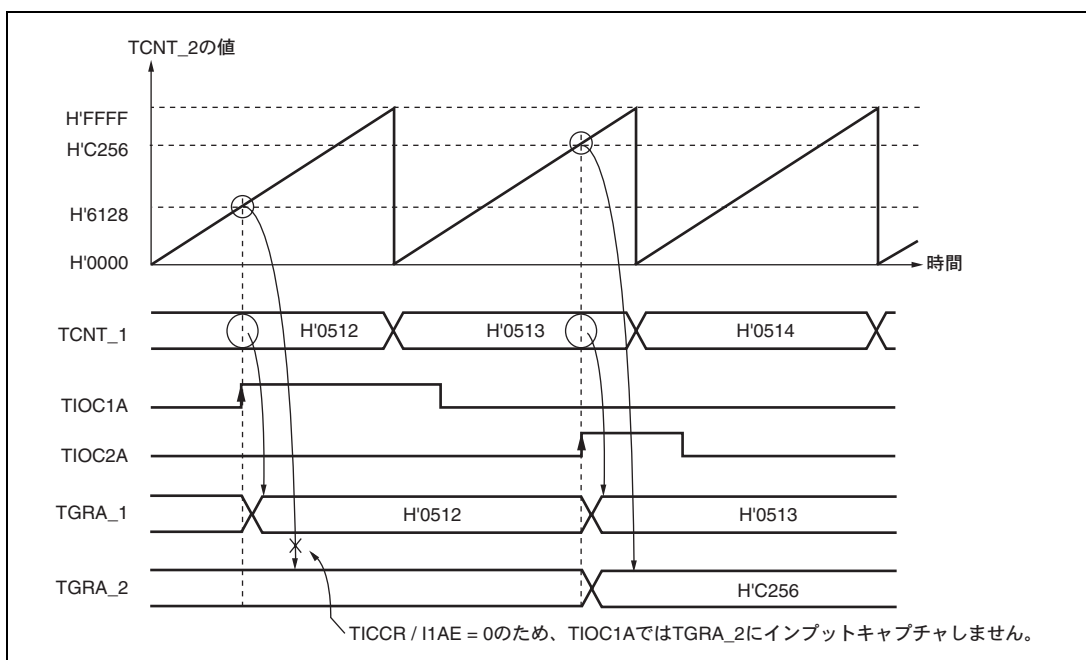 TCNT_2の値
H'FFFF
H'C256
H'6128
H'0000
時間
TCNT_1 H'0512 H'0513 H'0514
TIOC1A
TIOC2A
TGRA_1 H'0512 H'0513
TGRA_2 H'C256
TICCR / I1AE = 0のため、TIOC1AではTGRA_2にインプットキャプチャしません。